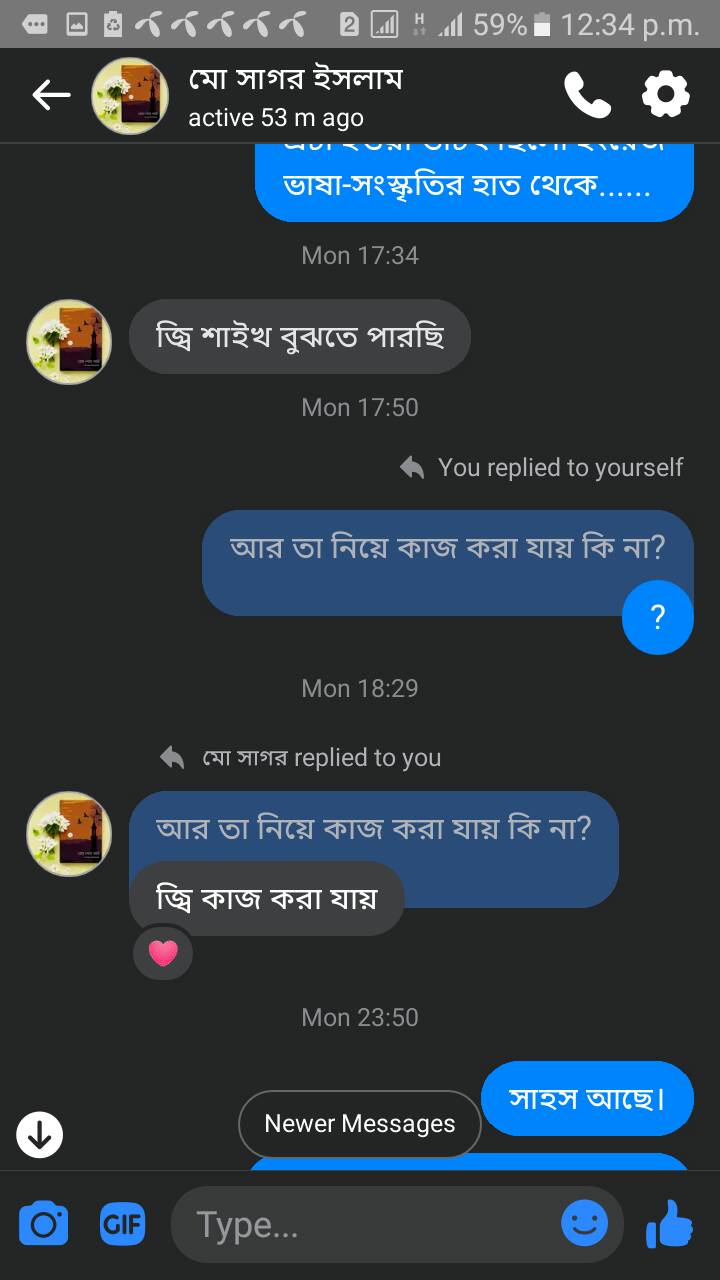 2
H
59%
12:34 p.m.
মো সাগর ইসলাম
active 53 m ago
ভাষা-সংস্কৃতির হাত থেকে......
Mon 17:34
জ্বি শাইখ বুঝতে পারছি
Mon 17:50
You replied to yourself
আর তা নিয়ে কাজ করা যায় কি না?
?
Mon 18:29
মো সাগর replied to you
আর তা নিয়ে কাজ করা যায় কি না?
জ্বি কাজ করা যায়
Mon 23:50
সাহস আছে।
Newer Messages
GIF
Type...